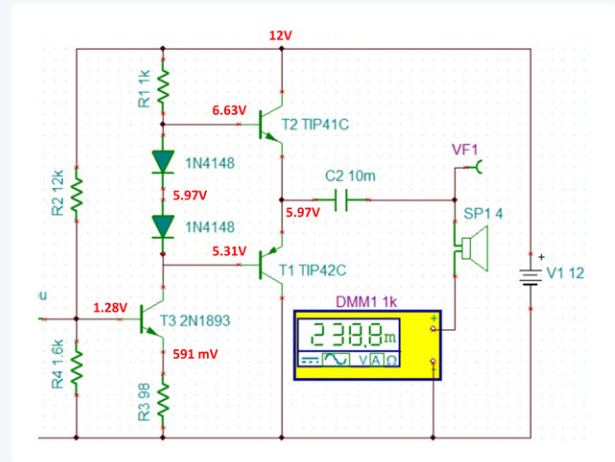 12V
R1 1k
6.63V
T2 TIP41C
1N4148
R2 12k
5.97V
C2 10m
VF1
5.97V
SP1 4
1N4148
5.31V
T1 TIP42C
+
V1 12
1.28V
T3 2N1893
DMM1 1k
+
238.8m
V A Ω
R4 1.6k
591 mV
R3 98